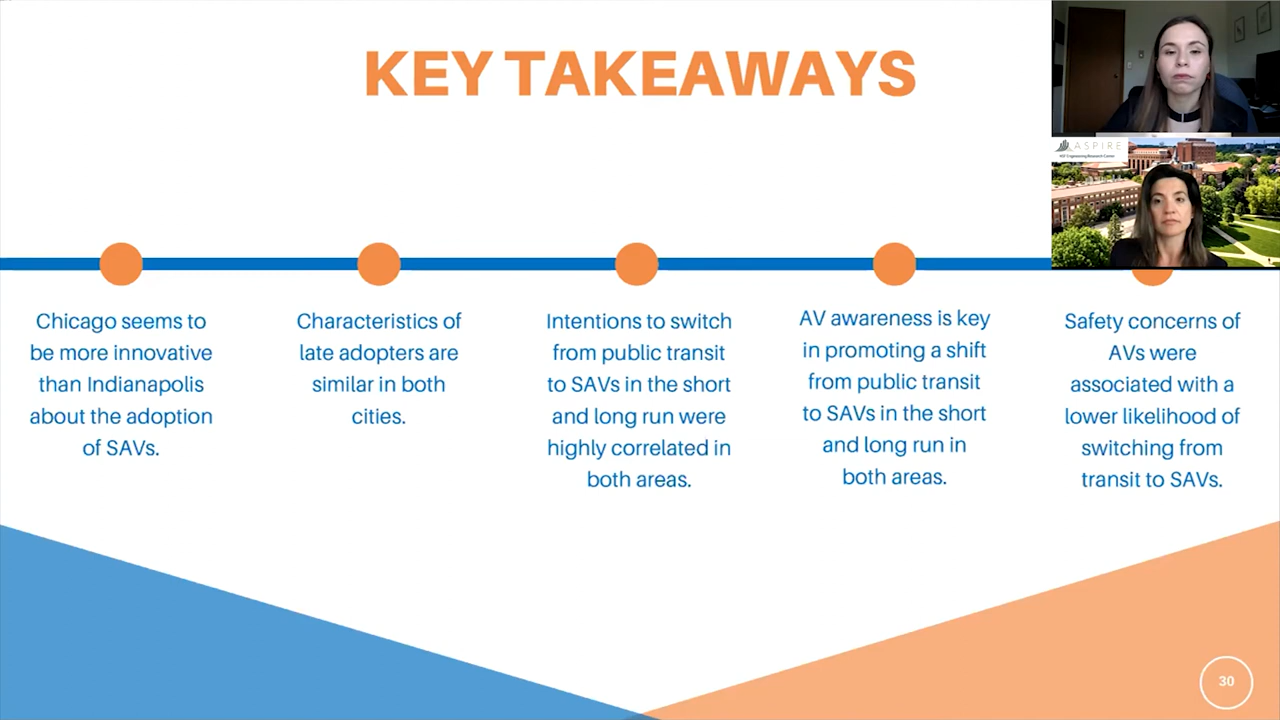 KEY TAKEAWAYS
ASPIRE
NSF Engineering Research Center
Chicago seems to
be more innovative
than Indianapolis
about the adoption
of SAVs.
Characteristics of
late adopters are
similar in both
cities.
Intentions to switch
from public transit
to SAVs in the short
and long run were
highly correlated in
both areas.
AV awareness is key
in promoting a shift
from public transit
to SAVs in the short
and long run in
both areas.
Safety concerns of
AVs were
associated with a
lower likelihood of
switching from
transit to SAVs.
30